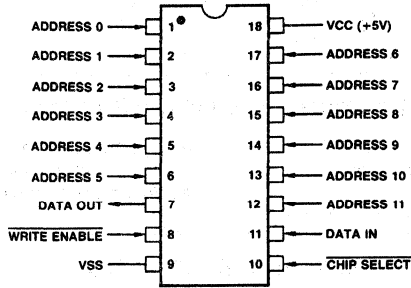 ADDRESS 0 1 18 VCC (+5V)
ADDRESS 1 2 17 ADDRESS 6
ADDRESS 2 3 16 ADDRESS 7
ADDRESS 3 4 15 ADDRESS 8
ADDRESS 4 5 14 ADDRESS 9
ADDRESS 5 6 13 ADDRESS 10
DATA OUT 7 12 ADDRESS 11
WRITE ENABLE 8 11 DATA IN
VSS 9 10 CHIP SELECT